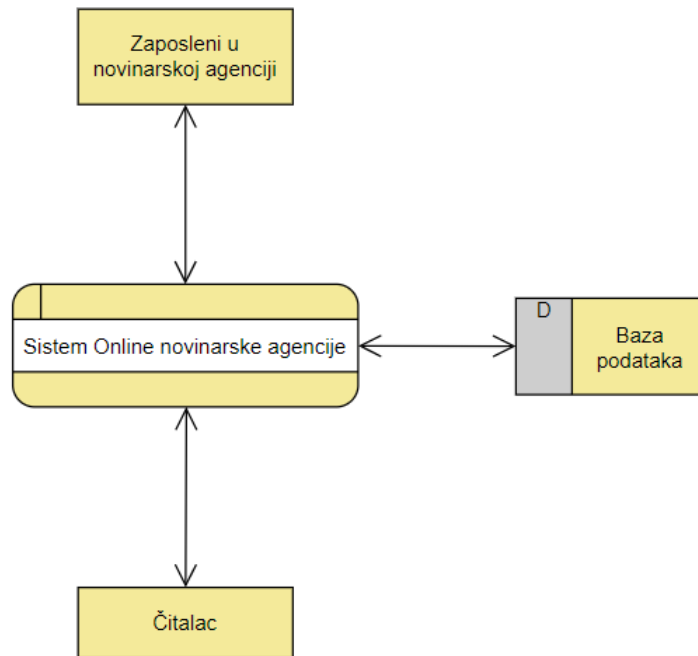 Zaposleni u
novinarskoj agenciji
Sistem Online novinarske agencije
D
Baza
podataka
Čitalac